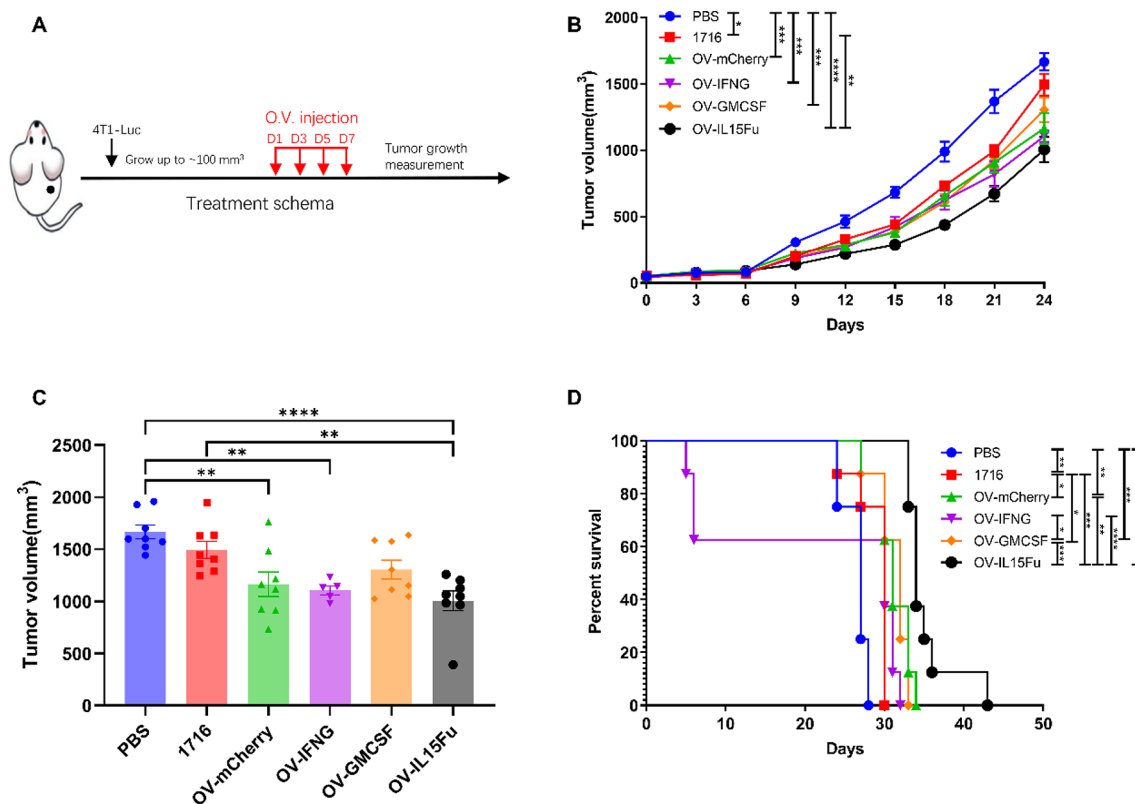 A
4T1-Luc
Grow up to ~100 mm³
O.V. injection
D1 D3 D5 D7
Tumor growth
measurement
Treatment schema
B
Tumor volume(mm³)
2000
1500
1000
500
0
0 3 6 9 12 15 18 21 24
Days
PBS
1716
OV-mCherry
OV-IFNG
OV-GMCSF
OV-IL15Fu
* *** *** *** **** **
C
Tumor volume(mm³)
2500
2000
1500
1000
500
0
****
**
**
**
PBS 1716 OV-mCherry OV-IFNG OV-GMCSF OV-IL15Fu
D
Percent survival
100
80
60
40
20
0
0 10 20 30 40 50
Days
PBS
1716
OV-mCherry
OV-IFNG
OV-GMCSF
OV-IL15Fu